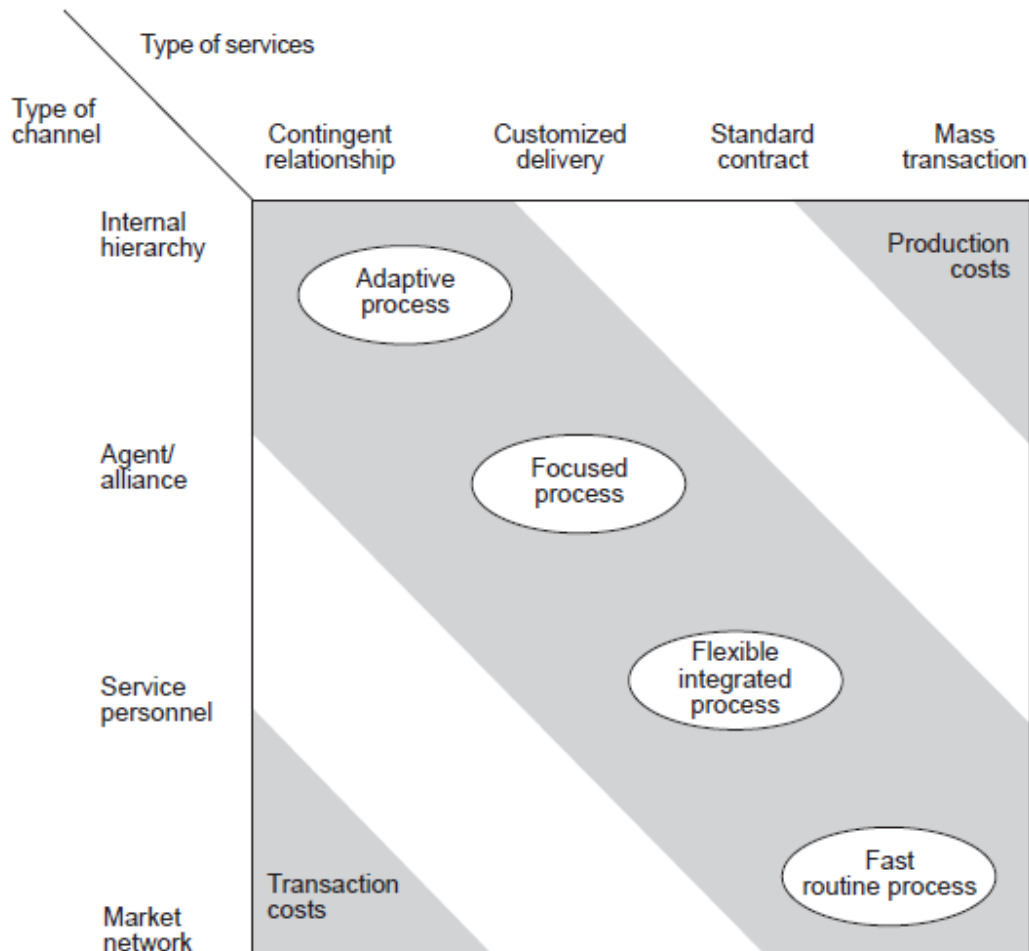 Type of services
Type of
channel
Contingent
relationship
Customized
delivery
Standard
contract
Mass
transaction
Internal
hierarchy
Production
costs
Adaptive
process
Agent/
alliance
Focused
process
Service
personnel
Flexible
integrated
process
Fast
routine process
Transaction
costs
Market
network